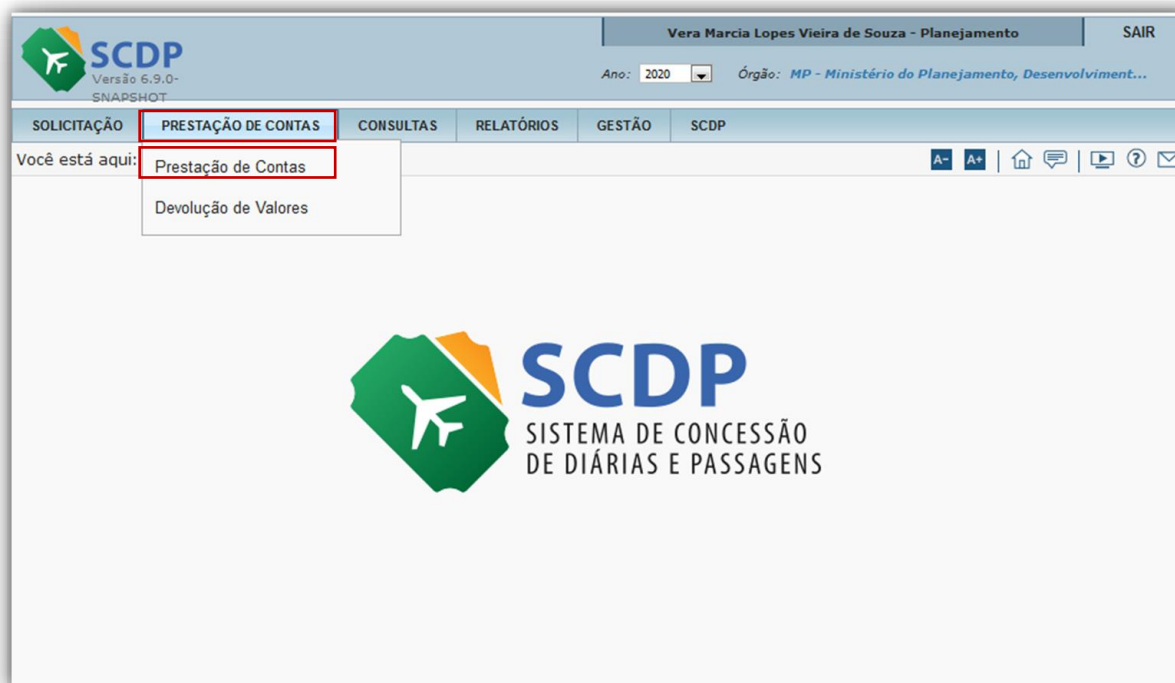 Vera Marcia Lopes Vieira de Souza - Planejamento
SAIR
SCDP
Versão 6.9.0-
SNAPSHOT
Ano: 2020 Órgão: MP - Ministério do Planejamento, Desenvolviment...
SOLICITAÇÃO PRESTAÇÃO DE CONTAS CONSULTAS RELATÓRIOS GESTÃO SCDP
Você está aqui:
A- A+
Prestação de Contas
Devolução de Valores
SCDP
SISTEMA DE CONCESSÃO
DE DIÁRIAS E PASSAGENS